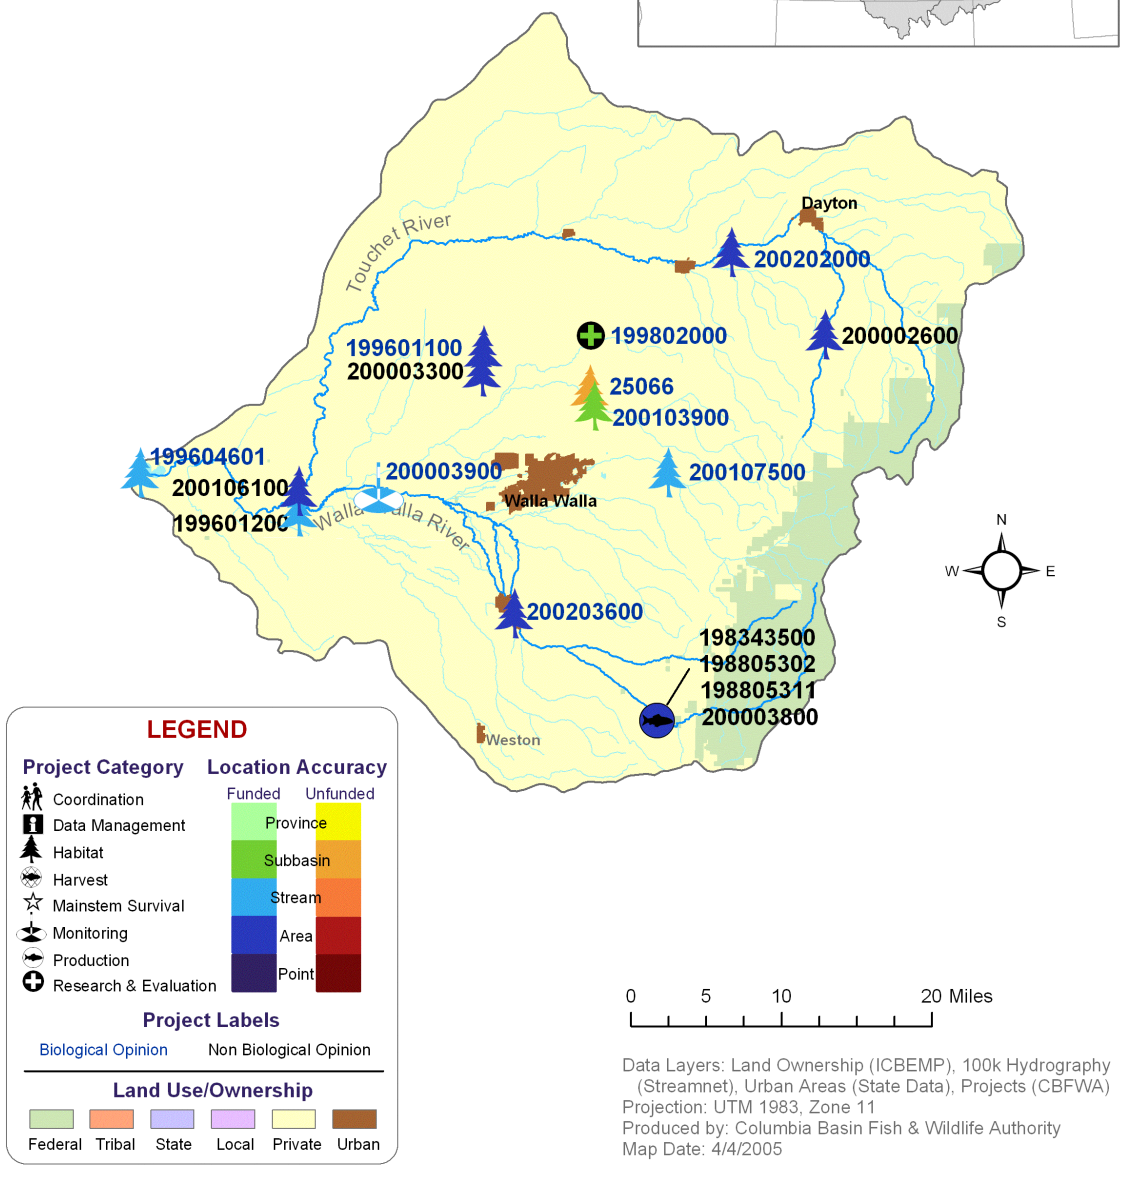 Dayton
Touchet River
200202000
199802000
200002600
199601100
200003300
25066
200103900
199604601
200003900
200107500
200106100
Walla Walla
199601200
Walla Walla River
200203600
198343500
198805302
198805311
200003800
Weston
N
W
E
S
LEGEND
Project Category
Coordination
Data Management
Habitat
Harvest
Mainstem Survival
Monitoring
Production
Research & Evaluation
Location Accuracy
Funded Unfunded
Province
Subbasin
Stream
Area
Point
Project Labels
Biological Opinion Non Biological Opinion
Land Use/Ownership
Federal Tribal State Local Private Urban
0 5 10 20 Miles
Data Layers: Land Ownership (ICBEMP), 100k Hydrography
(Streamnet), Urban Areas (State Data), Projects (CBFWA)
Projection: UTM 1983, Zone 11
Produced by: Columbia Basin Fish & Wildlife Authority
Map Date: 4/4/2005